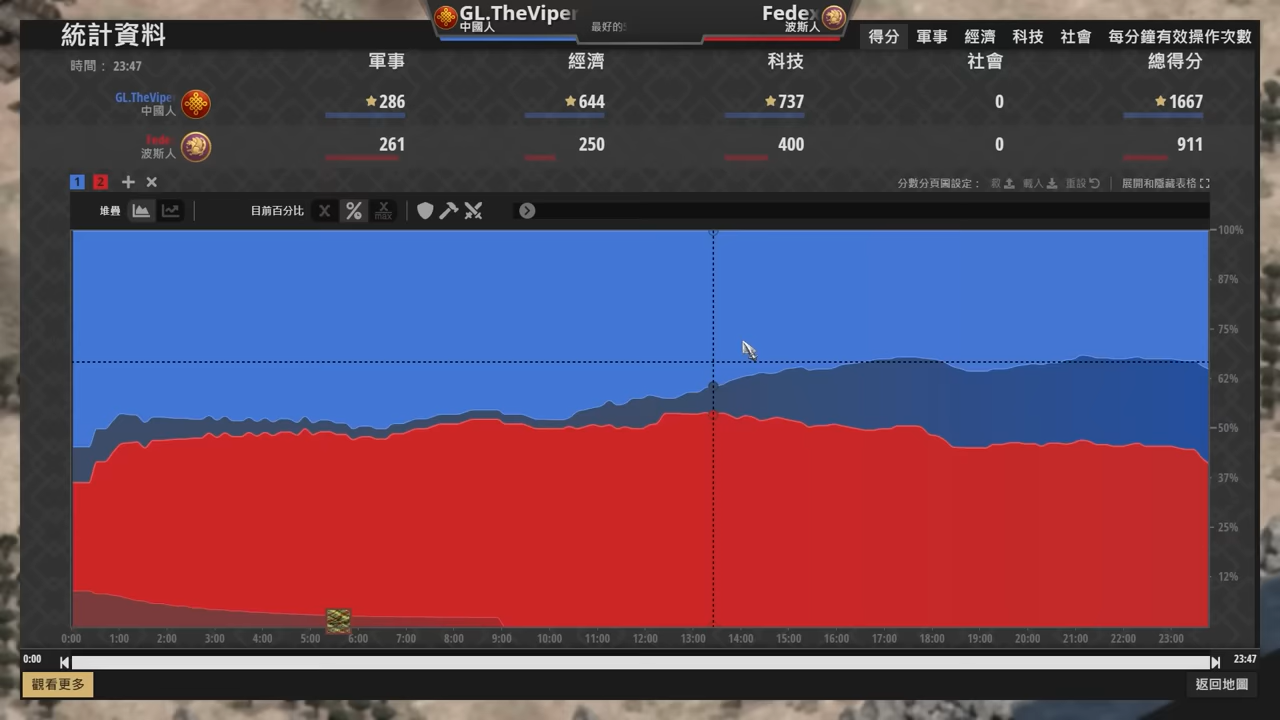 GL.TheViper
中國人
最好的
Fedex
波斯人
統計資料
得分 軍事 經濟 科技 社會 每分鐘有效操作次數
時間： 23:47
軍事 經濟 科技 社會 總得分
GL.TheVipe
中國人
286 644 737 0 1667
Fede
波斯人
261 250 400 0 911
1 2
分數分頁圖設定： 載入 重設 展開和隱藏表格
堆疊
目前百分比
X % X max
100%
87%
75%
62%
50%
37%
25%
12%
0:00 1:00 2:00 3:00 4:00 5:00 6:00 7:00 8:00 9:00 10:00 11:00 12:00 13:00 14:00 15:00 16:00 17:00 18:00 19:00 20:00 21:00 22:00 23:00
0:00 23:47
觀看更多
返回地圖